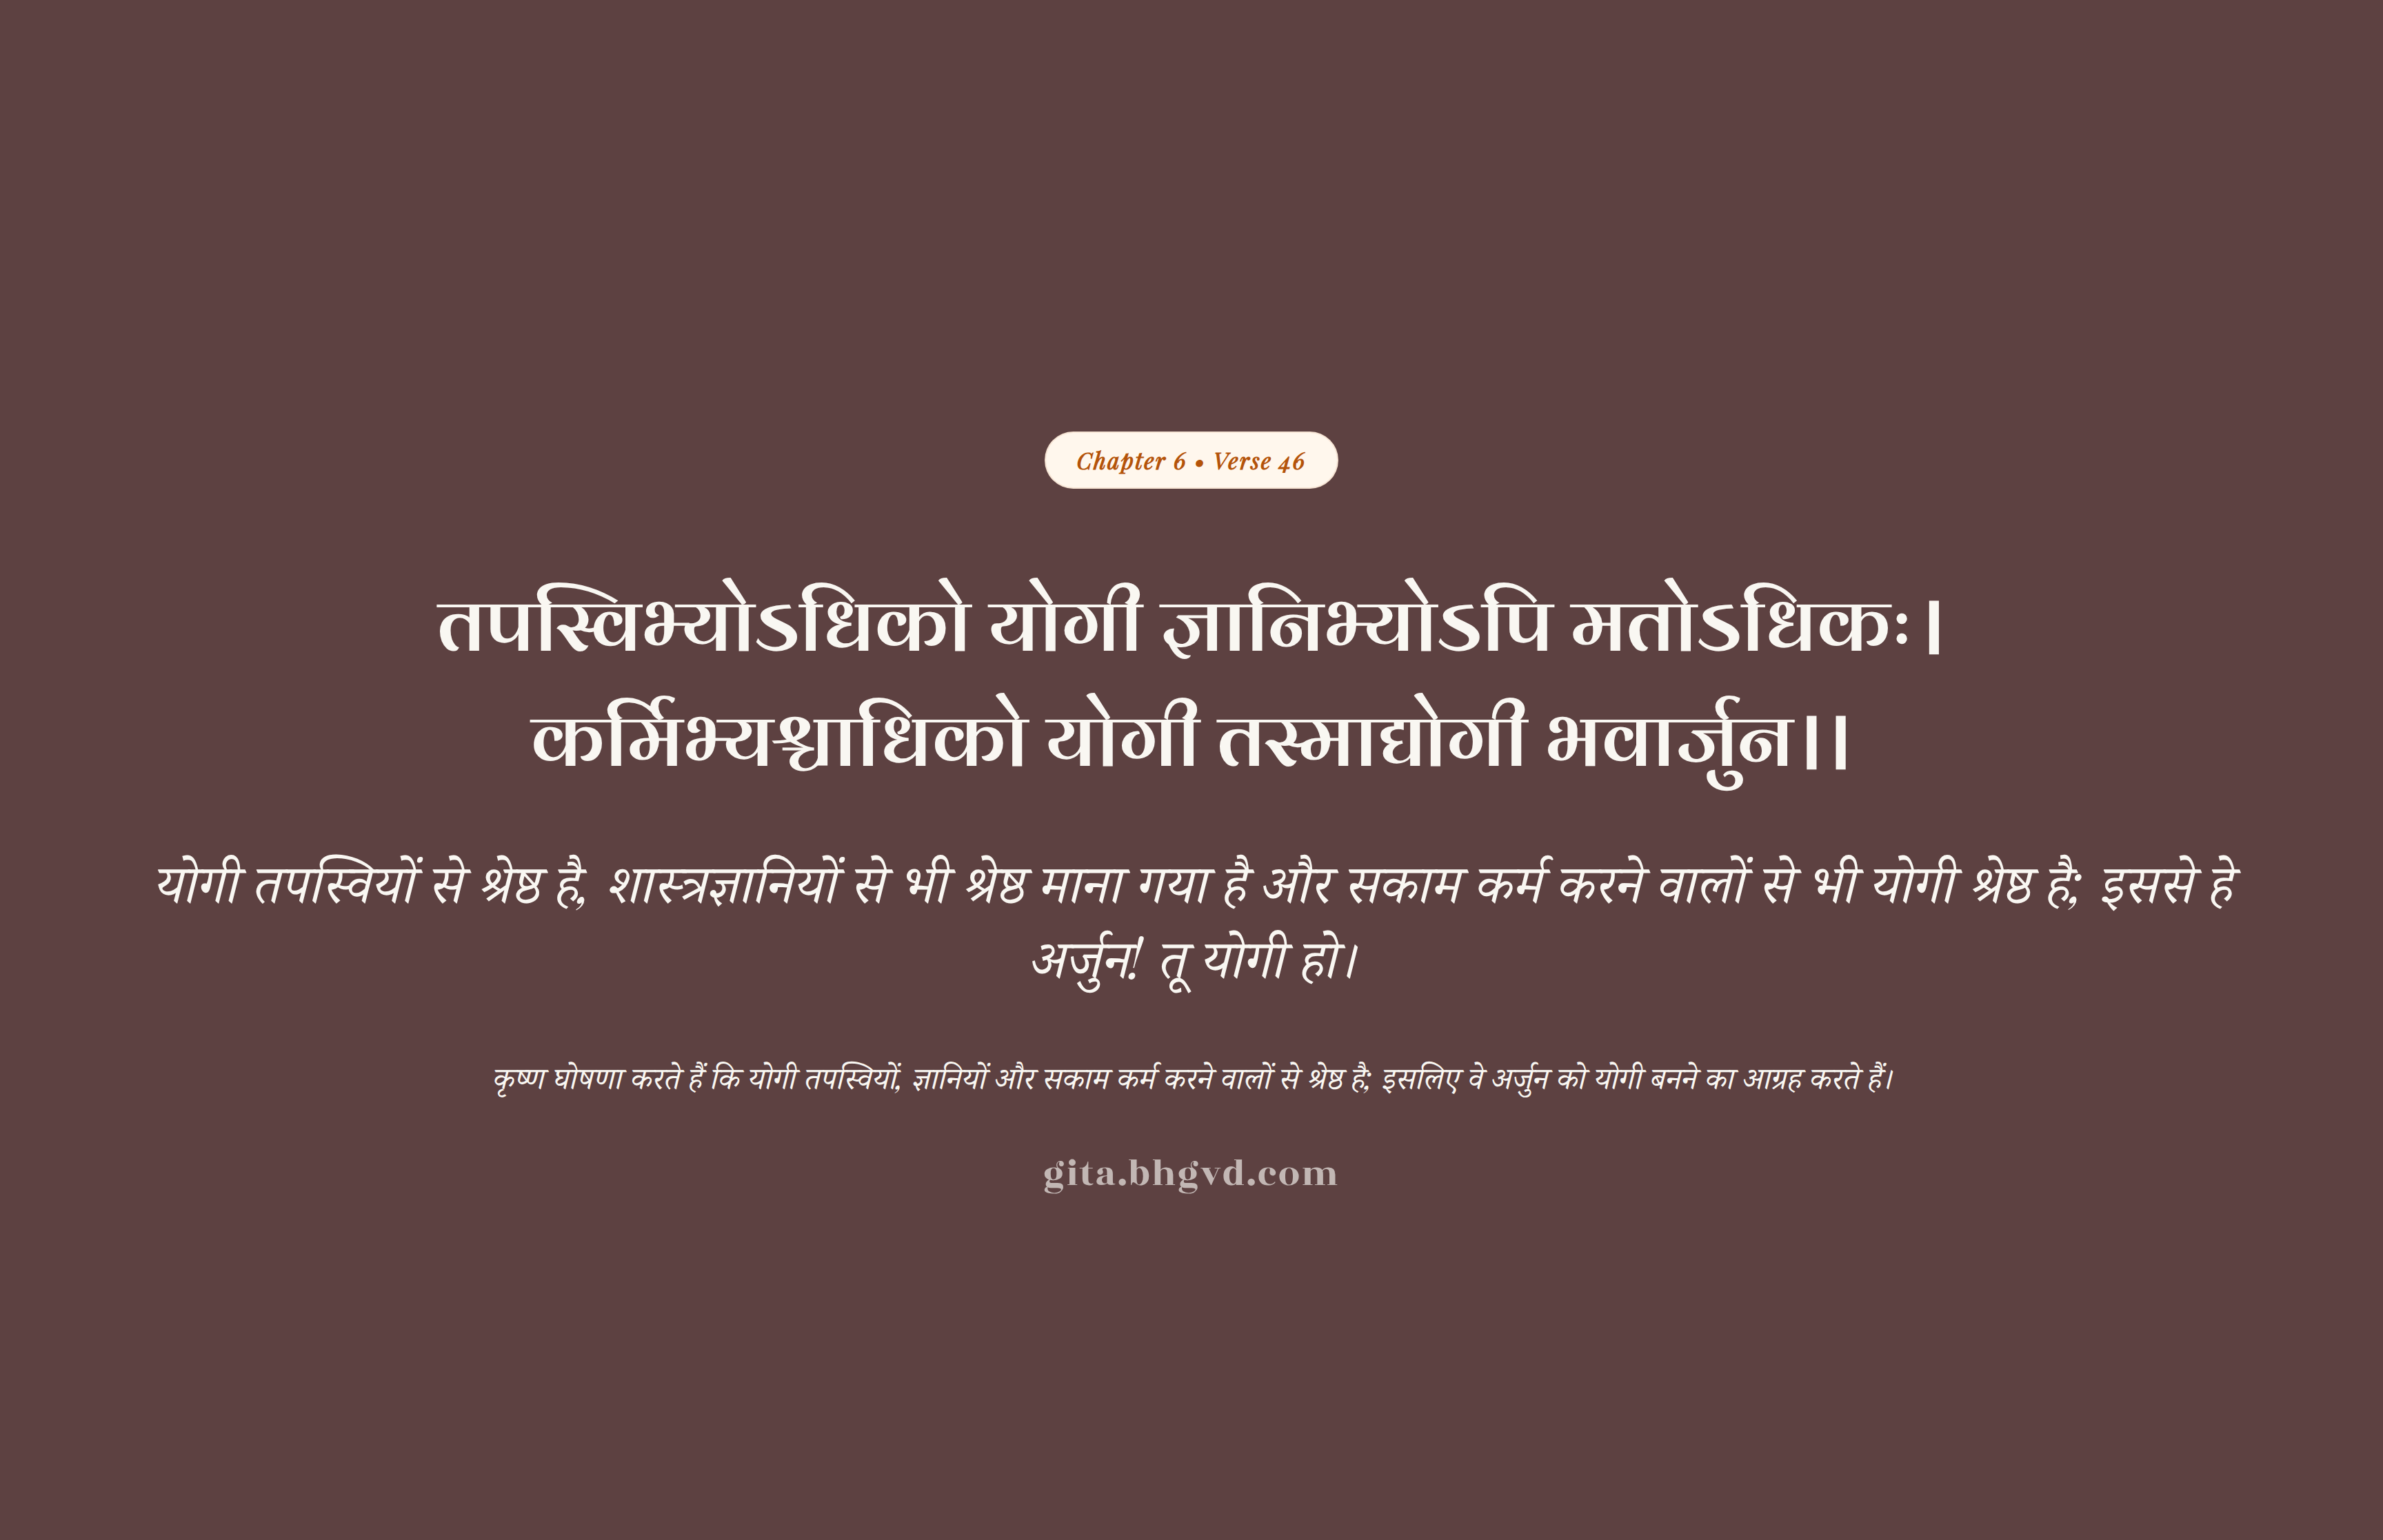 Chapter 6 • Verse 46
तपस्विभ्योऽधिको योगी ज्ञानिभ्योऽपि मतोऽधिकः।
कर्मिभ्यश्चाधिको योगी तस्माद्योगी भवार्जुन।।
योगी तपस्वियों से श्रेष्ठ है, शास्त्रज्ञानियों से भी श्रेष्ठ माना गया है और सकाम कर्म करने वालों से भी योगी श्रेष्ठ है; इससे हे
अर्जुन! तू योगी हो।
कृष्ण घोषणा करते हैं कि योगी तपस्वियों, ज्ञानियों और सकाम कर्म करने वालों से श्रेष्ठ है; इसलिए वे अर्जुन को योगी बनने का आग्रह करते हैं।
gita.bhgvd.com